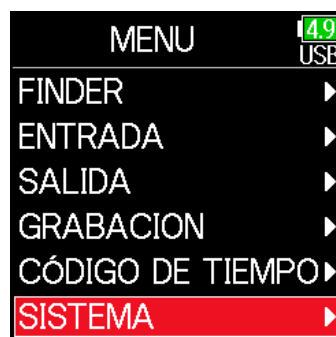 MENU
4.9
USB
FINDER
ENTRADA
SALIDA
GRABACION
CÓDIGO DE TIEMPO
SISTEMA